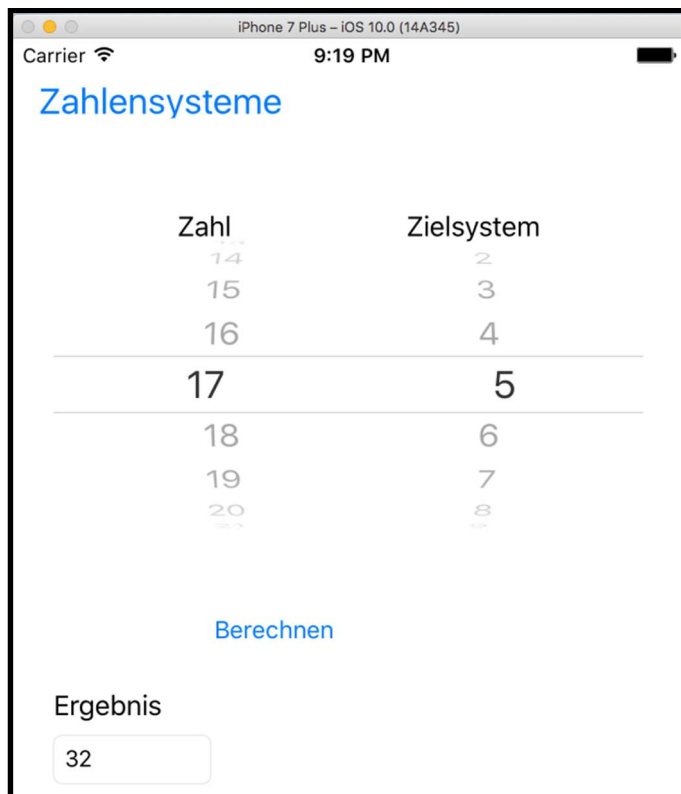 iPhone 7 Plus – iOS 10.0 (14A345)
Carrier 9:19 PM
Zahlensysteme
Zahl Zielsystem
14 2
15 3
16 4
17 5
18 6
19 7
20 8
Berechnen
Ergebnis
32